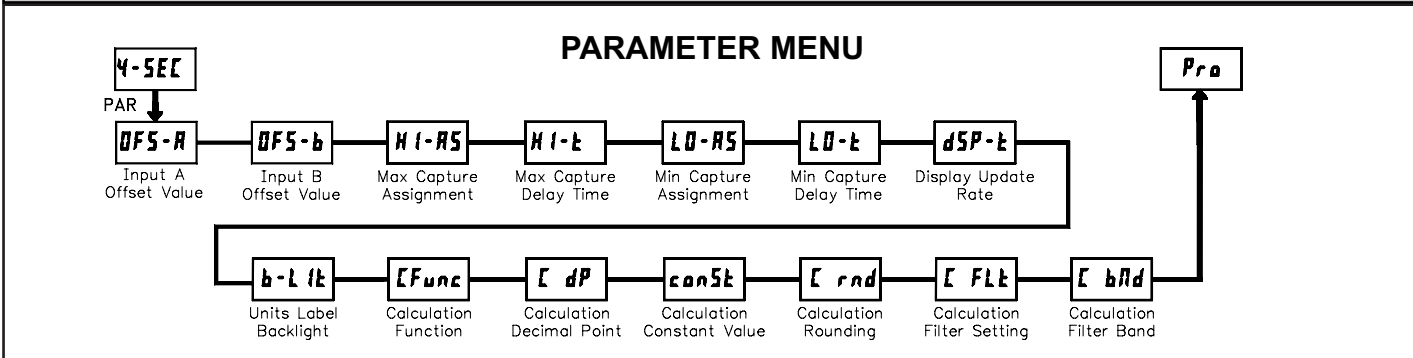 PARAMETER MENU
4-SEC
Pro
PAR
OFS-A
OFS-b
HI-AS
HI-t
LO-AS
LO-t
dSP-t
Input A
Offset Value
Input B
Offset Value
Max Capture
Assignment
Max Capture
Delay Time
Min Capture
Assignment
Min Capture
Delay Time
Display Update
Rate
b-LIt
CFunc
C dP
conSt
C rnd
C FLt
C bNd
Units Label
Backlight
Calculation
Function
Calculation
Decimal Point
Calculation
Constant Value
Calculation
Rounding
Calculation
Filter Setting
Calculation
Filter Band